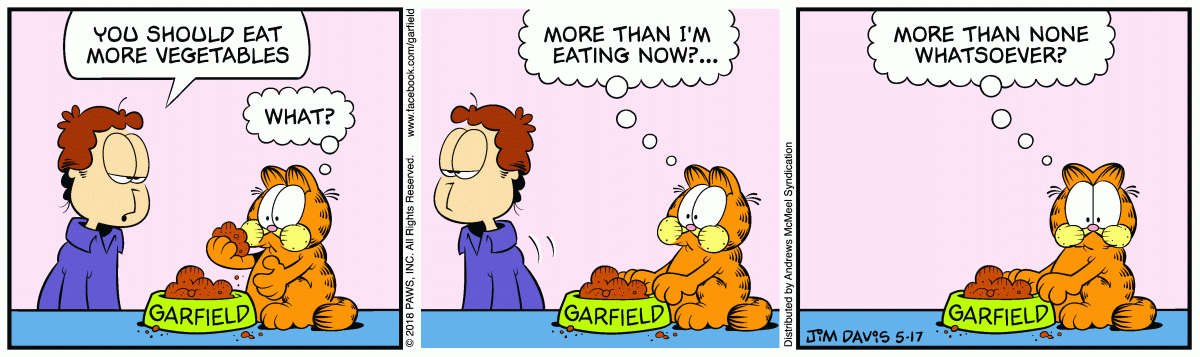 YOU SHOULD EAT
MORE VEGETABLES
WHAT?
GARFIELD
© 2018 PAWS, INC. All Rights Reserved. www.facebook.com/garfield
MORE THAN I'M
EATING NOW?...
GARFIELD
Distributed by Andrews McMeel Syndication
MORE THAN NONE
WHATSOEVER?
GARFIELD
JIM DAVIS 5-17